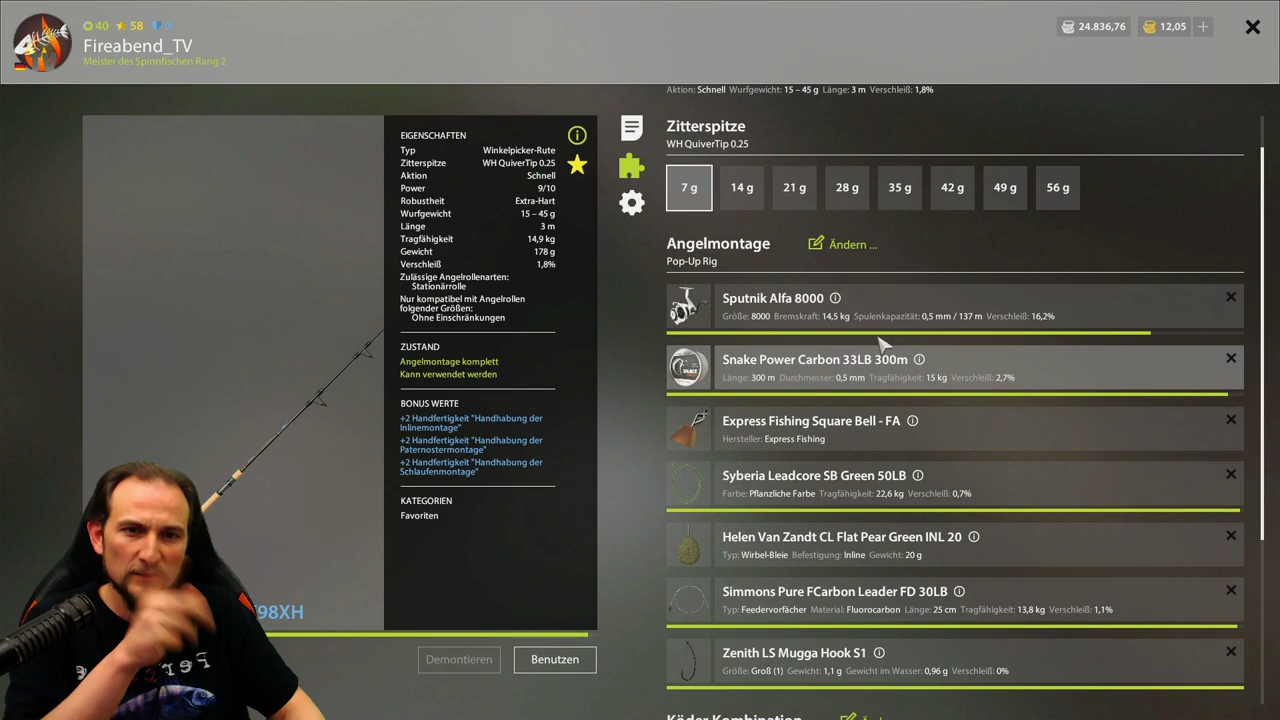 40 58 0
Fireabend_TV
Meister des Spinnfischen Rang 2
24.836,76 12,05
EIGENSCHAFTEN
Typ Winkelpicker-Rute
Zitterspitze WH QuiverTip 0.25
Aktion Schnell
Power 9/10
Robustheit Extra-Hart
Wurfgewicht 15 – 45 g
Länge 3 m
Tragfähigkeit 14,9 kg
Gewicht 178 g
Verschleiß 1,8%
Zulässige Angelrollenarten:
Stationärrolle
Nur kompatibel mit Angelrollen
folgender Größen:
Ohne Einschränkungen
ZUSTAND
Angelmontage komplett
Kann verwendet werden
BONUS WERTE
+2 Handfertigkeit "Handhabung der
Inlinemontage"
+2 Handfertigkeit "Handhabung der
Paternostermontage"
+2 Handfertigkeit "Handhabung der
Schlaufenmontage"
KATEGORIEN
Favoriten
98XH
Demontieren Benutzen
Aktion: Schnell Wurfgewicht: 15 – 45 g Länge: 3 m Verschleiß: 1,8%
Zitterspitze
WH QuiverTip 0.25
7 g 14 g 21 g 28 g 35 g 42 g 49 g 56 g
Angelmontage Ändern ...
Pop-Up Rig
Sputnik Alfa 8000
Größe: 8000 Bremskraft: 14,5 kg Spulenkapazität: 0,5 mm / 137 m Verschleiß: 16,2%
Snake Power Carbon 33LB 300m
Länge: 300 m Durchmesser: 0,5 mm Tragfähigkeit: 15 kg Verschleiß: 2,7%
Express Fishing Square Bell - FA
Hersteller: Express Fishing
Syberia Leadcore SB Green 50LB
Farbe: Pflanzliche Farbe Tragfähigkeit: 22,6 kg Verschleiß: 0,7%
Helen Van Zandt CL Flat Pear Green INL 20
Typ: Wirbel-Bleie Befestigung: Inline Gewicht: 20 g
Simmons Pure FCarbon Leader FD 30LB
Typ: Feedervorfächer Material: Fluorocarbon Länge: 25 cm Tragfähigkeit: 13,8 kg Verschleiß: 1,1%
Zenith LS Mugga Hook S1
Größe: Groß (1) Gewicht: 1,1 g Gewicht im Wasser: 0,96 g Verschleiß: 0%
Köder Kombination